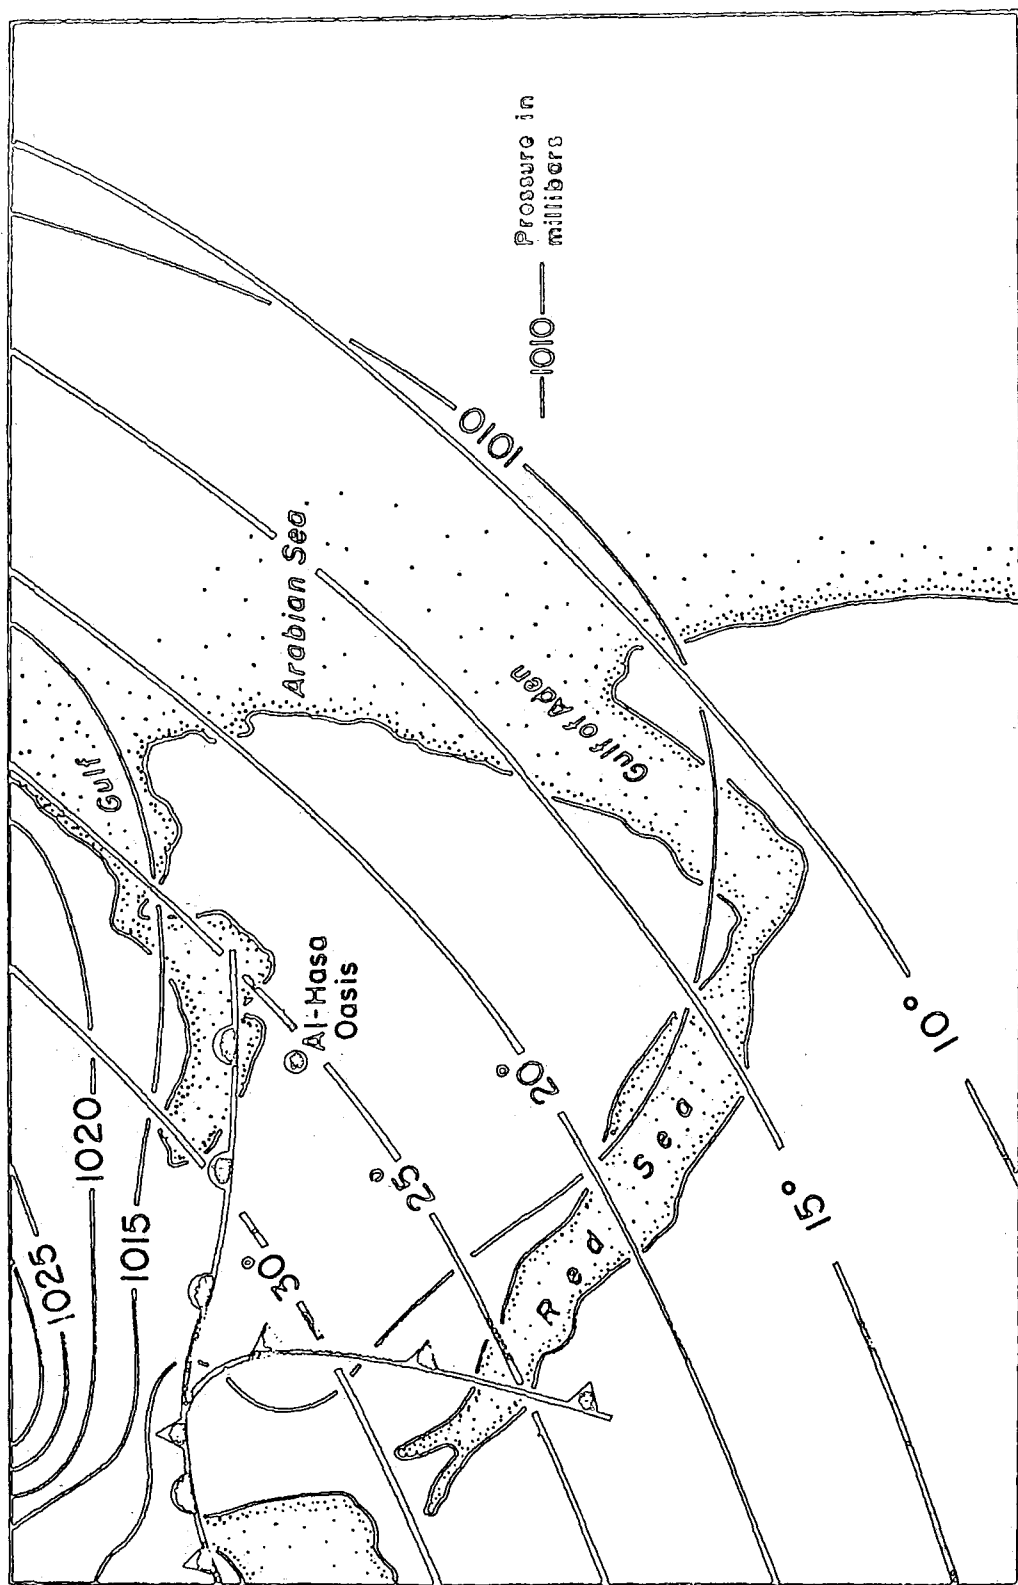 1025
1020
1015
30°
25°
20°
15°
10°
Gulf
Arabian Sea
Gulf of Aden
Red Sea
Al-Hasa
Oasis
1010
—1010— Prossure in
millibars